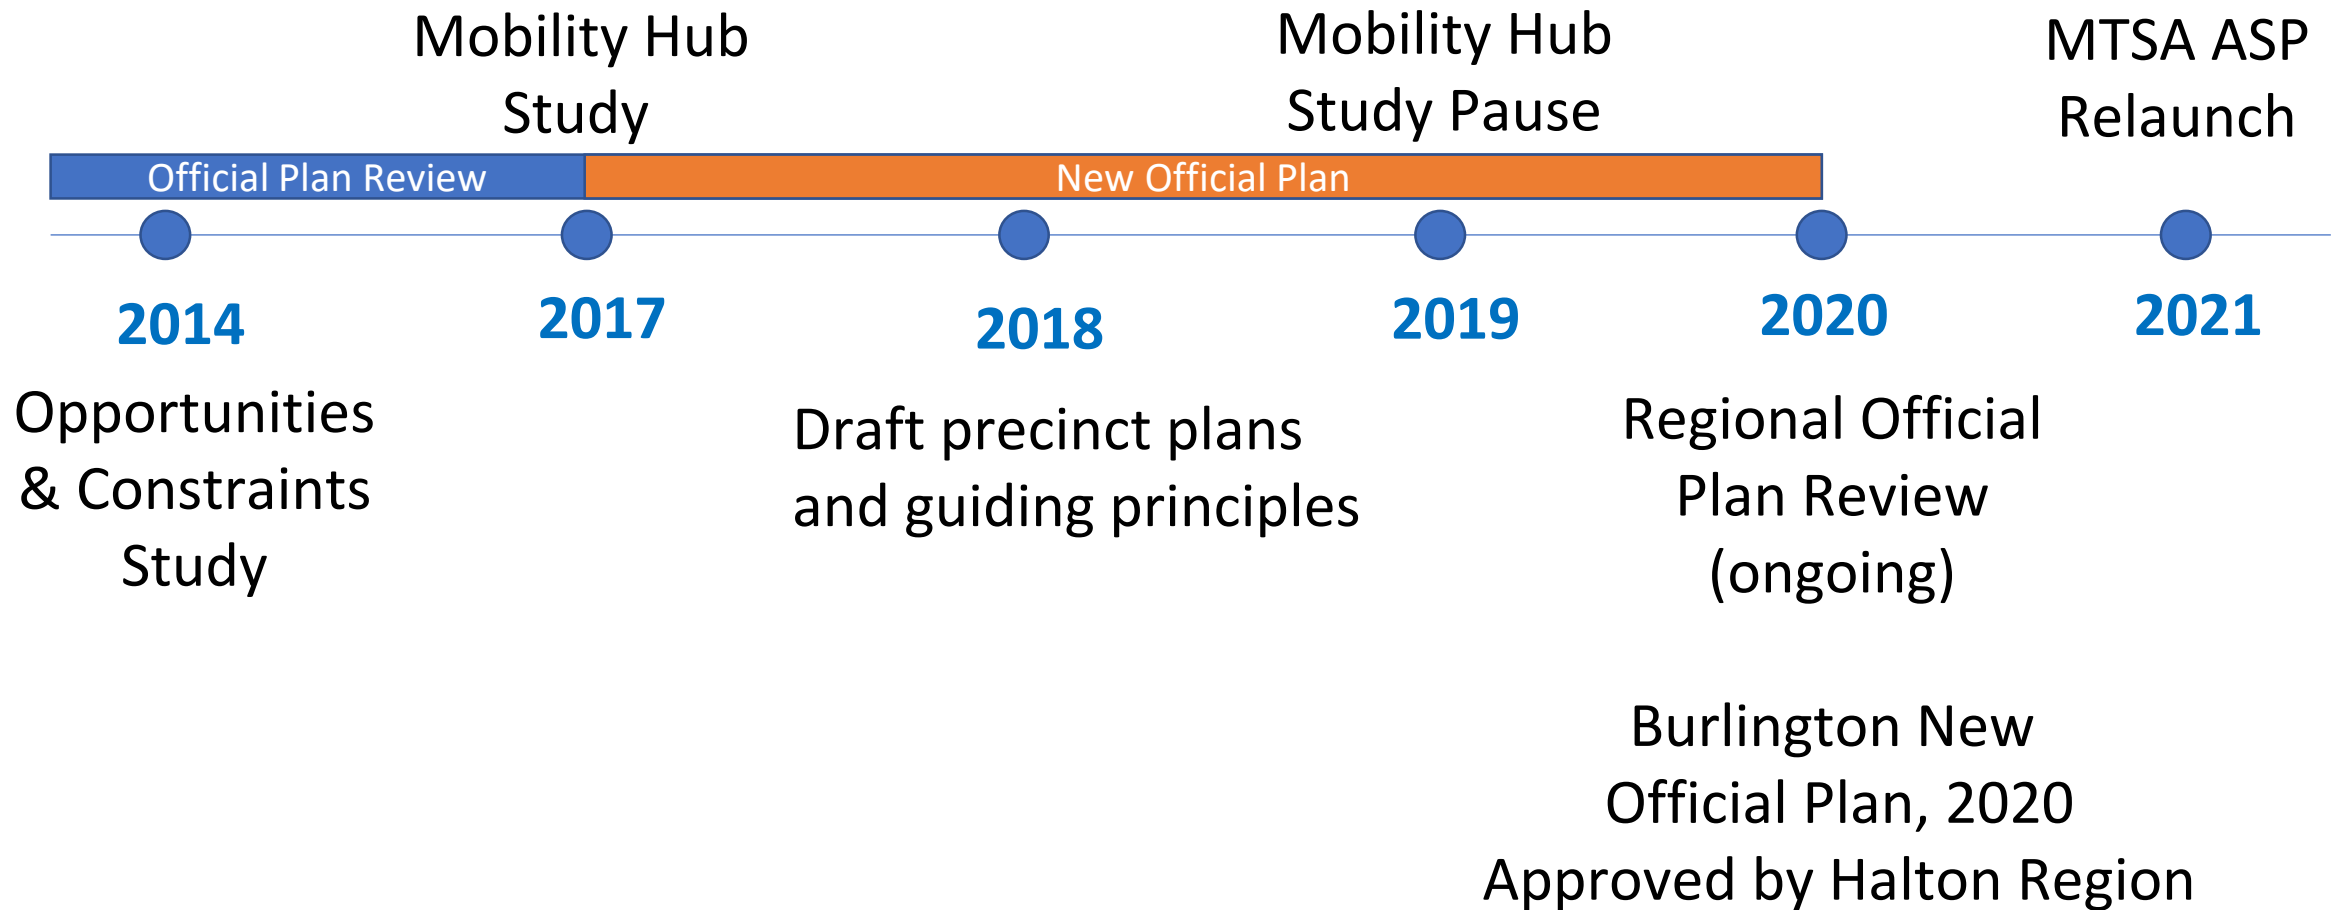 Mobility Hub
Study
Mobility Hub
Study Pause
MTSA ASP
Relaunch
Official Plan Review
New Official Plan
2014
2017
2018
2019
2020
2021
Opportunities
& Constraints
Study
Draft precinct plans
and guiding principles
Regional Official
Plan Review
(ongoing)
Burlington New
Official Plan, 2020
Approved by Halton Region